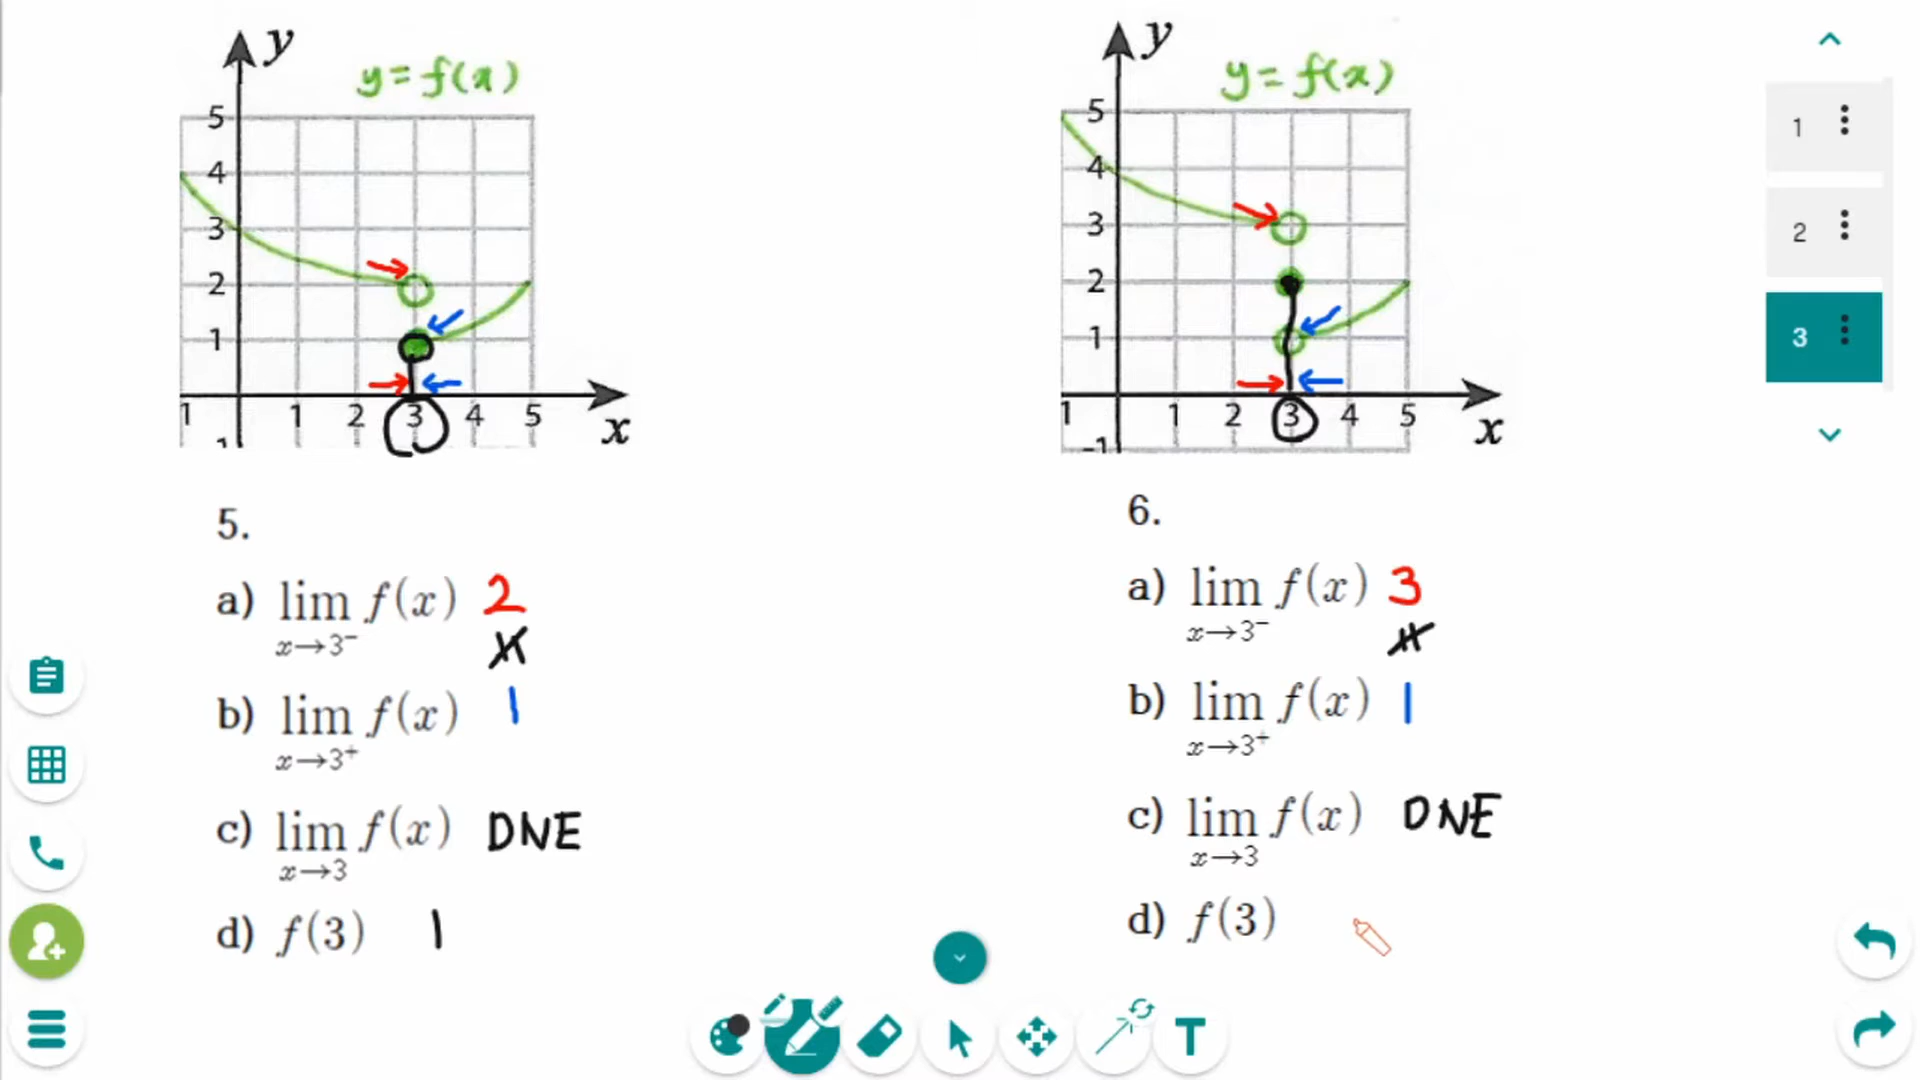 y
y = f(x)
5
4
3
2
1
1
1 1 2 3 4 5
x
5.
a) lim f(x) 2
x→3⁻
b) lim f(x) 1
x→3⁺
c) lim f(x) DNE
x→3
d) f(3) 1
y
y = f(x)
5
4
3
2
1
1 1 2 3 4 5
x
-1
6.
a) lim f(x) 3
x→3⁻
≠
b) lim f(x) 1
x→3⁺
c) lim f(x) DNE
x→3
d) f(3)
1
2
3
T